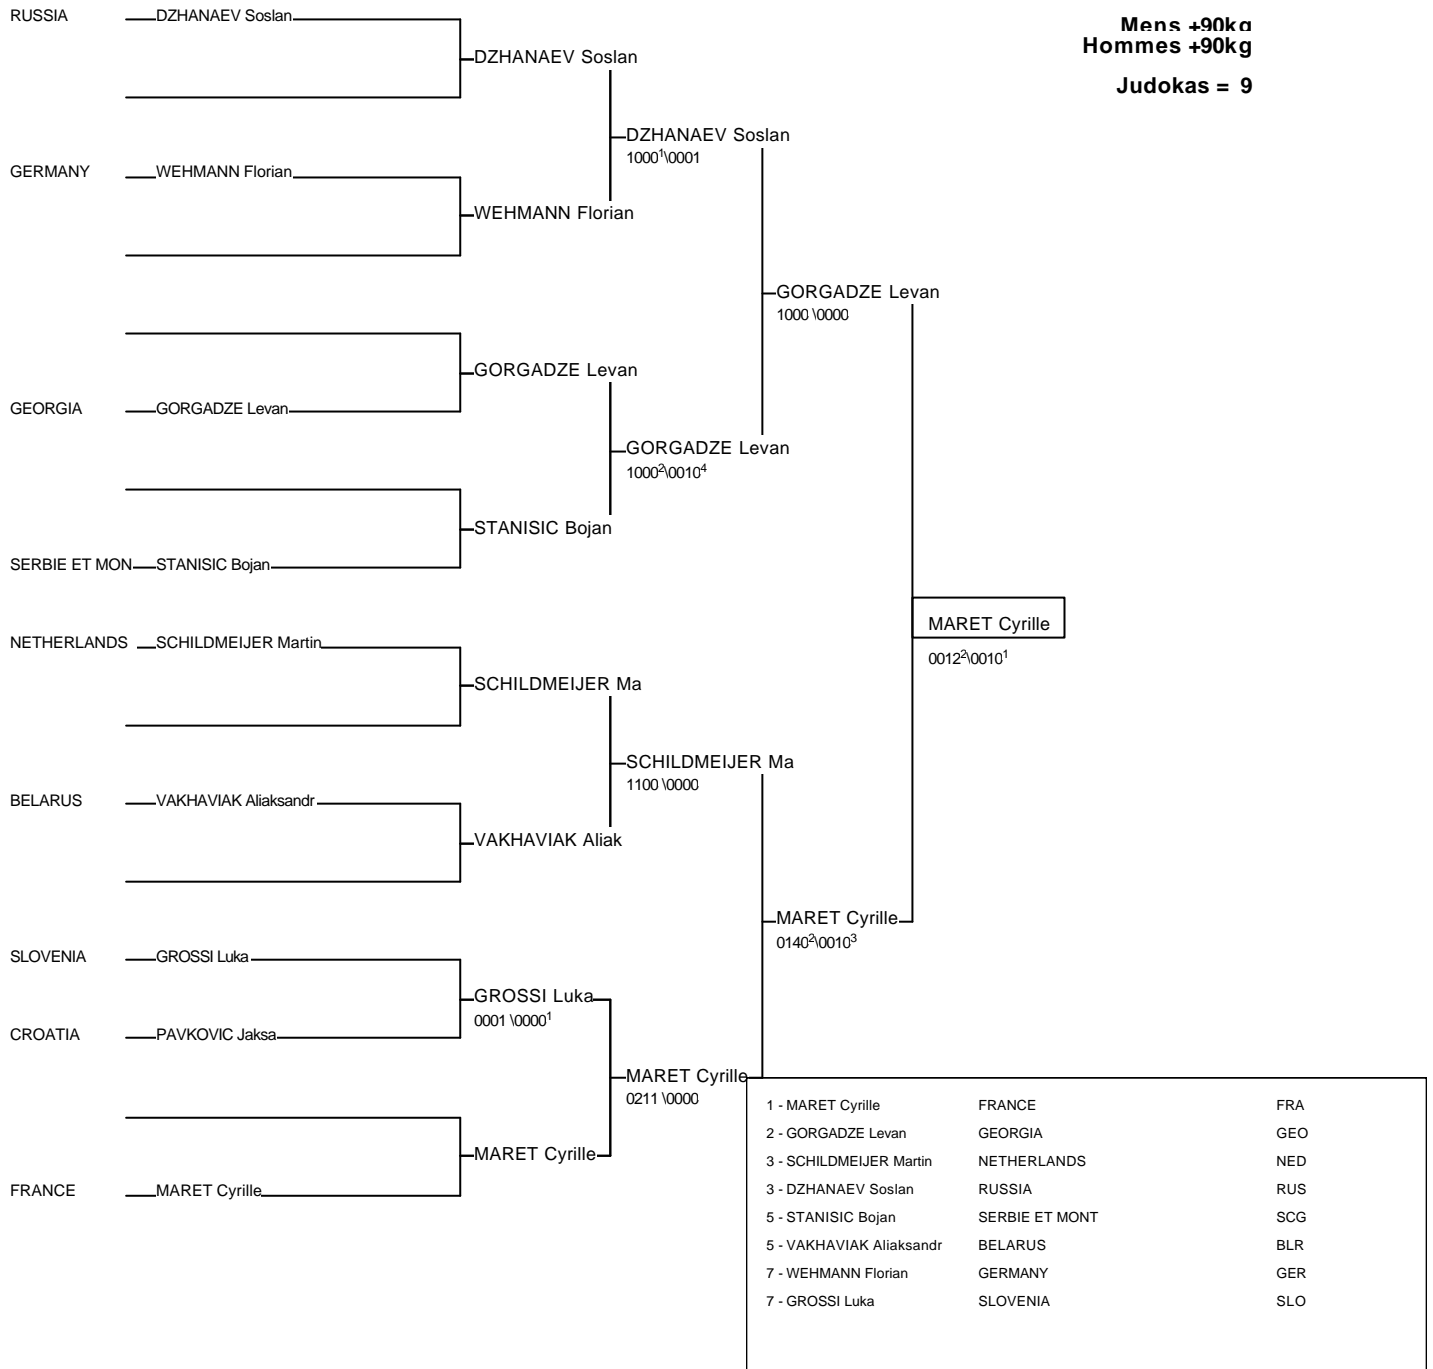 RUSSIA DZHANAEV Soslan
Mens +90kg
Hommes +90kg
DZHANAEV Soslan
Judokas = 9
DZHANAEV Soslan
1000¹\0001
GERMANY WEHMANN Florian
WEHMANN Florian
GORGADZE Levan
1000 \0000
GORGADZE Levan
GEORGIA GORGADZE Levan
GORGADZE Levan
1000²\0010⁴
STANISIC Bojan
SERBIE ET MON STANISIC Bojan
MARET Cyrille
0012²\0010¹
NETHERLANDS SCHILDMEIJER Martin
SCHILDMEIJER Ma
SCHILDMEIJER Ma
1100 \0000
BELARUS VAKHAVIAK Aliaksandr
VAKHAVIAK Aliak
MARET Cyrille
0140²\0010³
SLOVENIA GROSSI Luka
GROSSI Luka
0001 \0000¹
CROATIA PAVKOVIC Jaksa
MARET Cyrille
0211 \0000
MARET Cyrille
FRANCE MARET Cyrille
1 - MARET Cyrille FRANCE FRA
2 - GORGADZE Levan GEORGIA GEO
3 - SCHILDMEIJER Martin NETHERLANDS NED
3 - DZHANAEV Soslan RUSSIA RUS
5 - STANISIC Bojan SERBIE ET MONT SCG
5 - VAKHAVIAK Aliaksandr BELARUS BLR
7 - WEHMANN Florian GERMANY GER
7 - GROSSI Luka SLOVENIA SLO